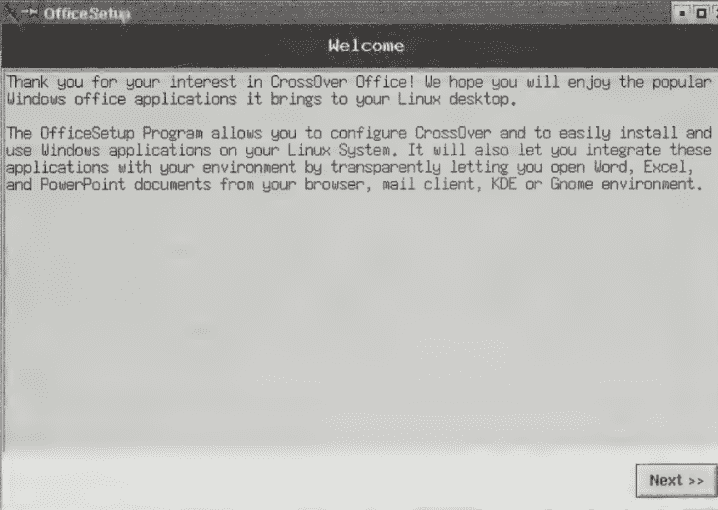 OfficeSetup
Welcome
Thank you for your interest in CrossOver Office! We hope you will enjoy the popular
Windows office applications it brings to your Linux desktop.
The OfficeSetup Program allows you to configure CrossOver and to easily install and
use Windows applications on your Linux System. It will also let you integrate these
applications with your environment by transparently letting you open Word, Excel,
and PowerPoint documents from your browser, mail client, KDE or Gnome environment.
Next >>